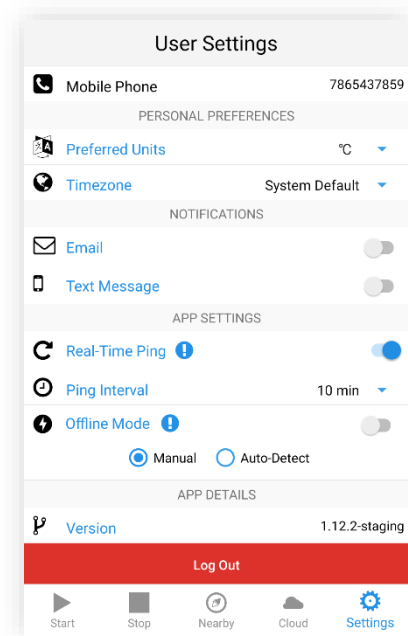 User Settings
Mobile Phone 7865437859
PERSONAL PREFERENCES
Preferred Units °C
Timezone System Default
NOTIFICATIONS
Email
Text Message
APP SETTINGS
Real-Time Ping
Ping Interval 10 min
Offline Mode
Manual Auto-Detect
APP DETAILS
Version 1.12.2-staging
Log Out
Start Stop Nearby Cloud Settings